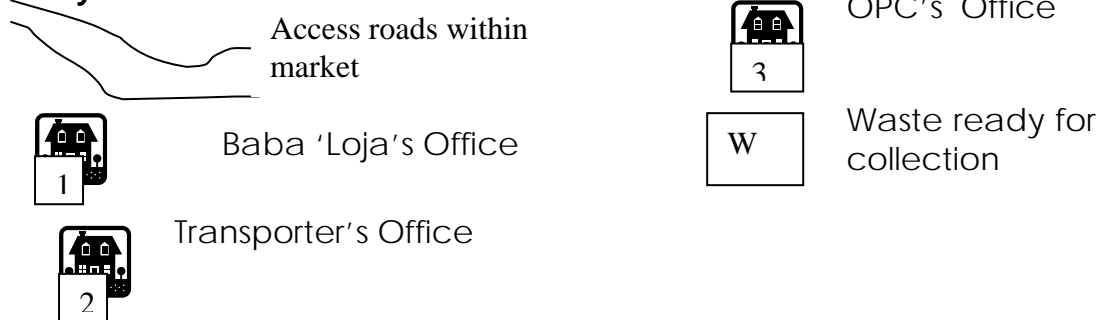 Access roads within
market
1
Baba 'Loja's Office
2
Transporter's Office
OPC's Office
3
W
Waste ready for
collection